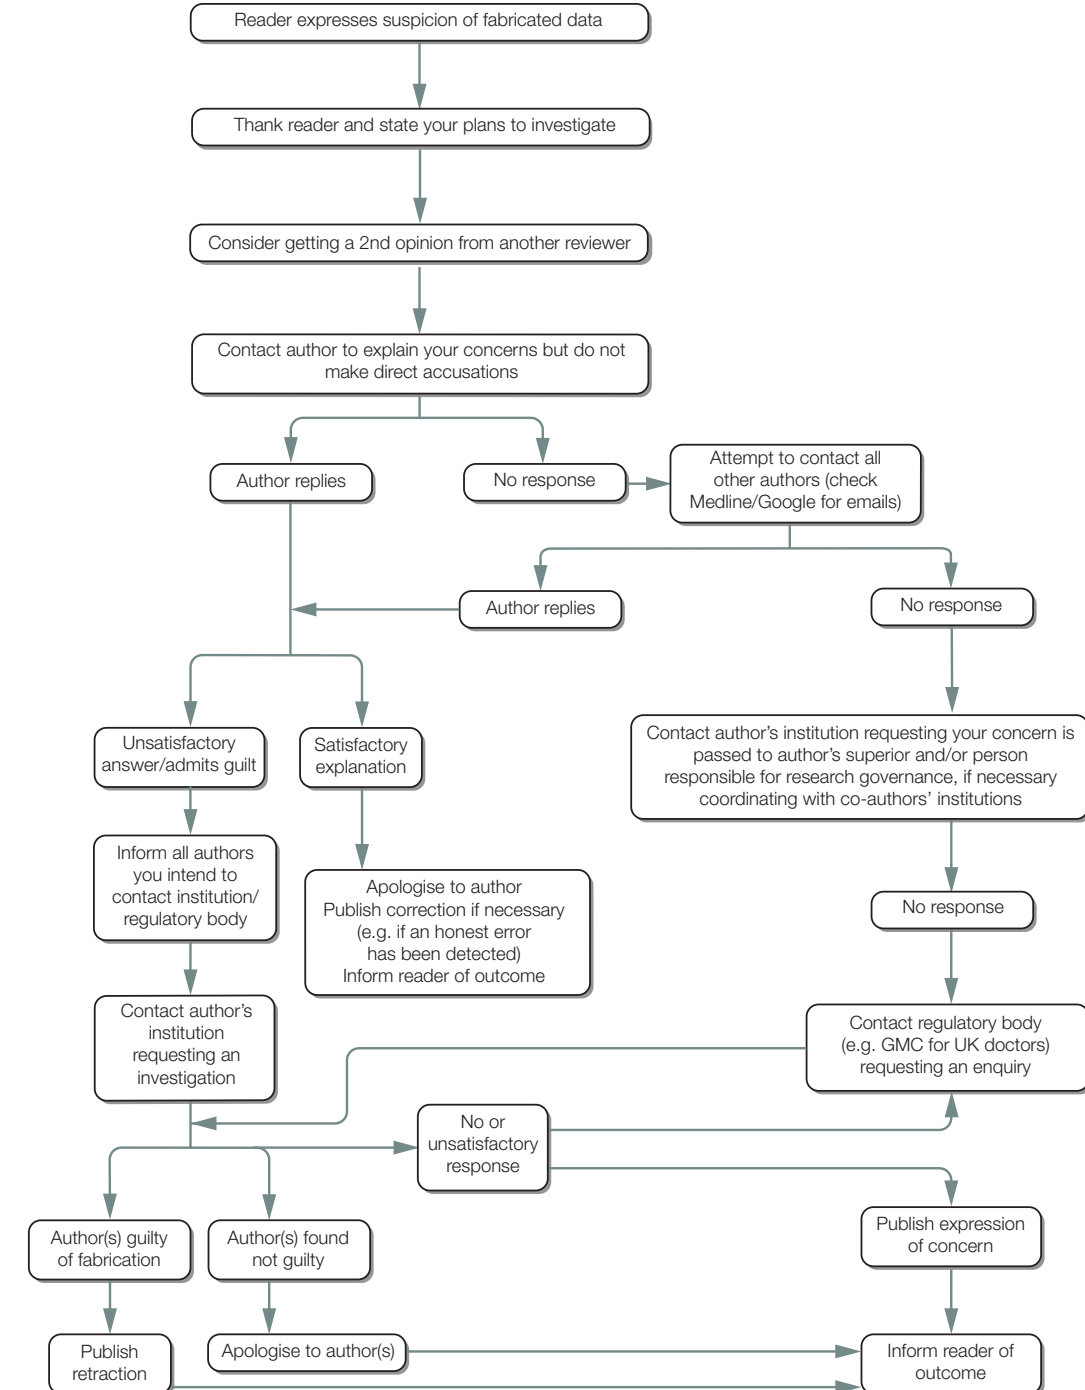 Reader expresses suspicion of fabricated data
Thank reader and state your plans to investigate
Consider getting a 2nd opinion from another reviewer
Contact author to explain your concerns but do not
make direct accusations
Author replies
No response
Attempt to contact all
other authors (check
Medline/Google for emails)
Author replies
No response
Unsatisfactory
answer/admits guilt
Satisfactory
explanation
Contact author's institution requesting your concern is
passed to author's superior and/or person
responsible for research governance, if necessary
coordinating with co-authors' institutions
Inform all authors
you intend to
contact institution/
regulatory body
Apologise to author
Publish correction if necessary
(e.g. if an honest error
has been detected)
Inform reader of outcome
No response
Contact author's
institution
requesting an
investigation
Contact regulatory body
(e.g. GMC for UK doctors)
requesting an enquiry
No or
unsatisfactory
response
Author(s) guilty
of fabrication
Author(s) found
not guilty
Publish expression
of concern
Publish
retraction
Apologise to author(s)
Inform reader of
outcome